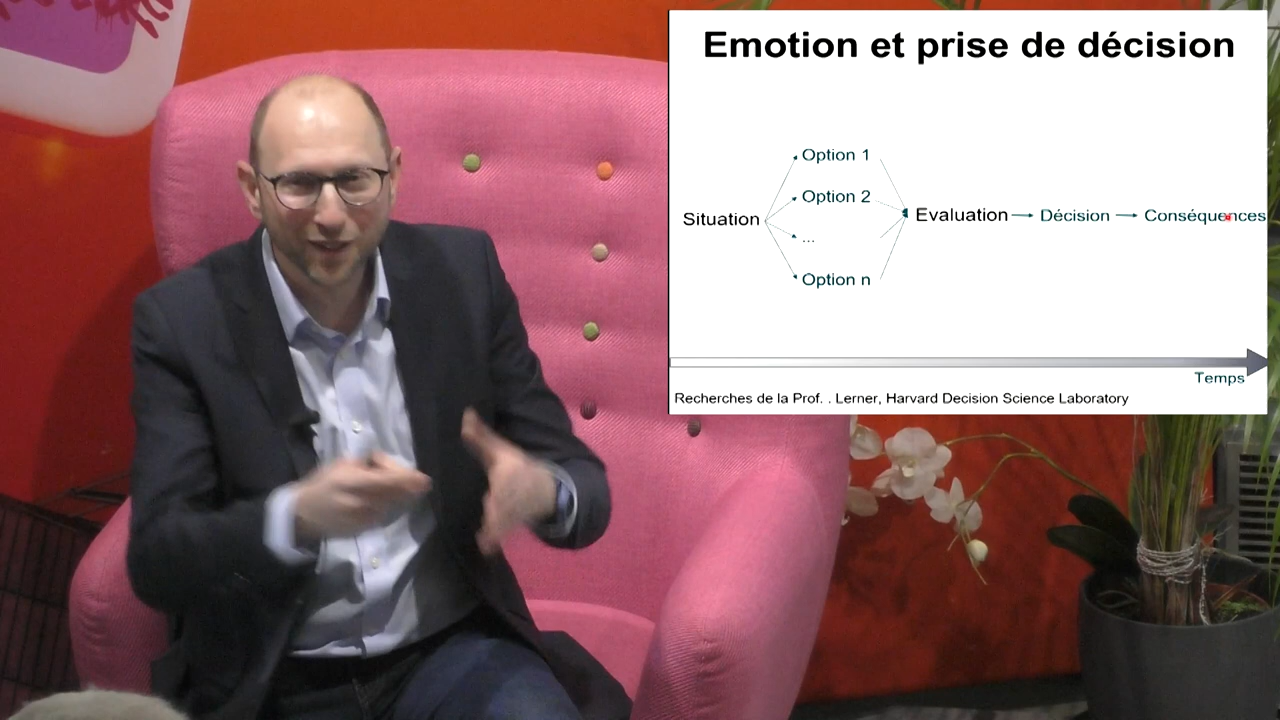 Emotion et prise de décision
Option 1
Option 2
Situation
Evaluation
Décision
Conséquences
...
Option n
Temps
Recherches de la Prof. . Lerner, Harvard Decision Science Laboratory